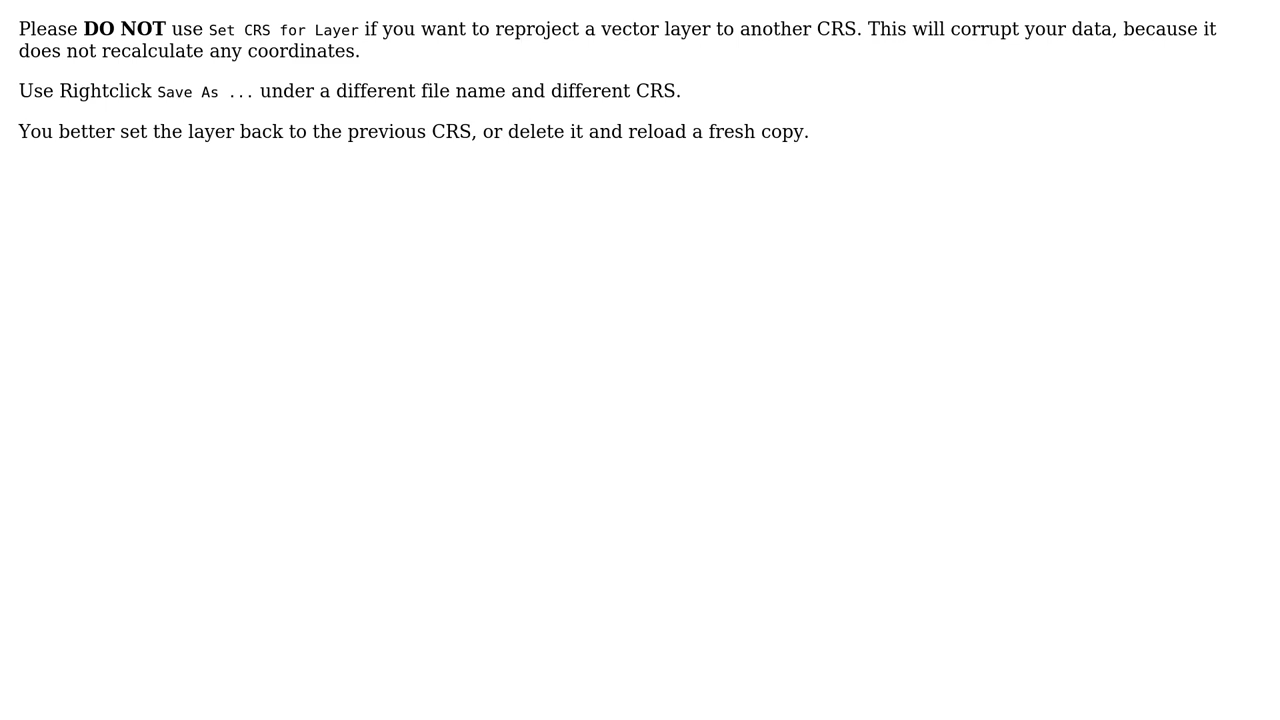 Please DO NOT use Set CRS for Layer if you want to reproject a vector layer to another CRS. This will corrupt your data, because it
does not recalculate any coordinates.
Use Rightclick Save As ... under a different file name and different CRS.
You better set the layer back to the previous CRS, or delete it and reload a fresh copy.